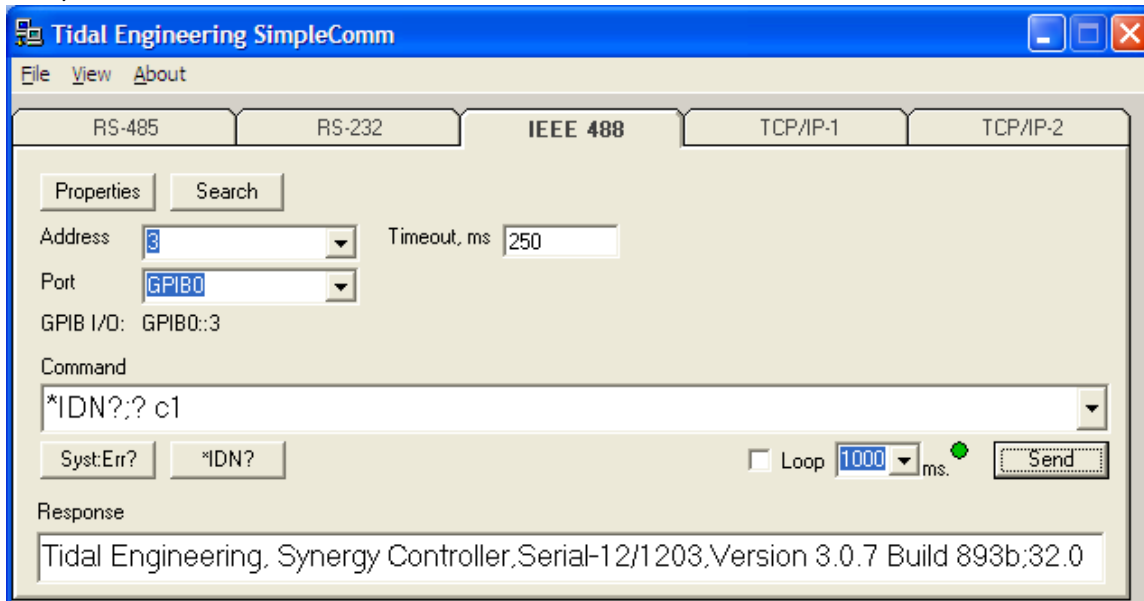 Tidal Engineering SimpleComm
File View About
RS-485 RS-232 IEEE 488 TCP/IP-1 TCP/IP-2
Properties Search
Address 3 Timeout, ms 250
Port GPIB0
GPIB I/O: GPIB0::3
Command
*IDN?;? c1
Syst:Err? *IDN? Loop 1000 ms. Send
Response
Tidal Engineering, Synergy Controller,Serial-12/1203,Version 3.0.7 Build 893b;32.0